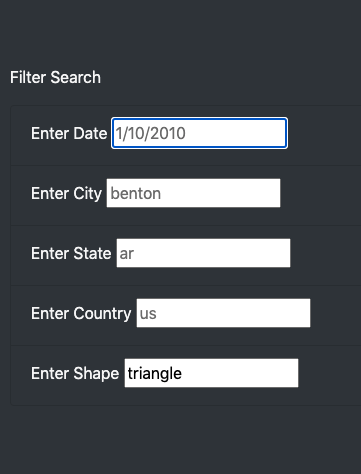 Filter Search
Enter Date 1/10/2010
Enter City benton
Enter State ar
Enter Country us
Enter Shape triangle